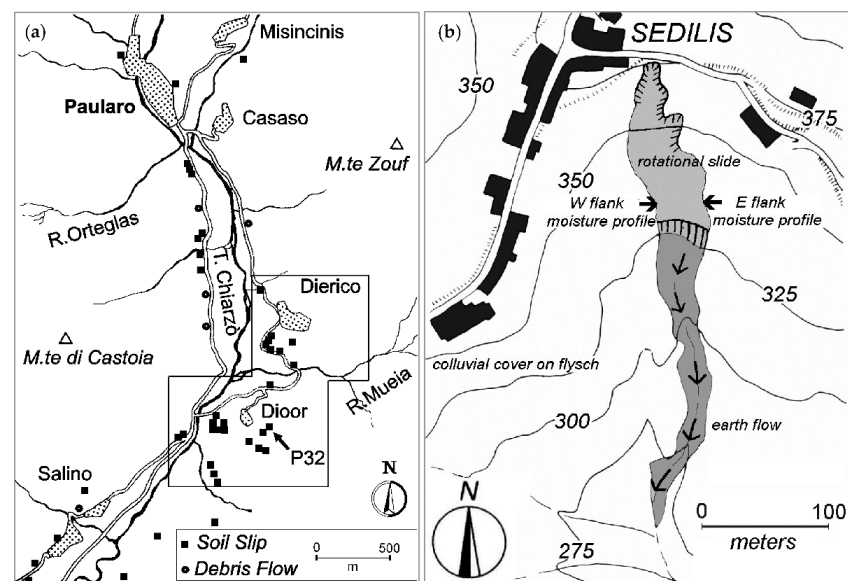 (a)
Misincinis
Paularo
Casaso
M.te Zouf
R.Orteglas
T. Chiarzò
Dierico
M.te di Castoia
R.Mueia
Dioor
P32
Salino
N
Soil Slip
Debris Flow
0 500
m
(b)
SEDILIS
350
375
rotational slide
350
W flank
moisture profile
E flank
moisture profile
325
colluvial cover on flysch
300
earth flow
N
0 100
meters
275